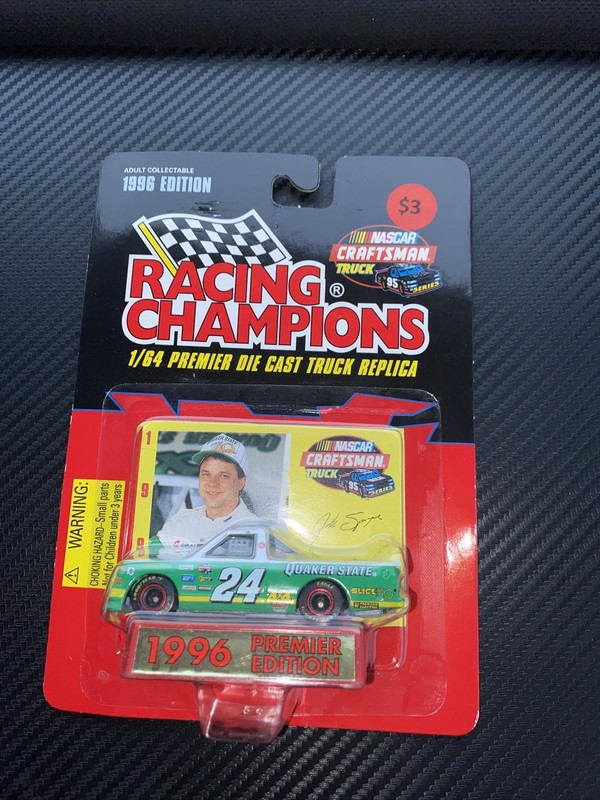 ADULT COLLECTABLE
1996 EDITION
$3
NASCAR
CRAFTSMAN
TRUCK
95
SERIES
RACING ®
CHAMPIONS
1/64 PREMIER DIE CAST TRUCK REPLICA
WARNING:
CHOKING HAZARD-Small parts
Not for Children under 3 years
1
9
NASCAR
CRAFTSMAN
TRUCK
95
SERIES
24
QUAKER STATE
1996 PREMIER
EDITION